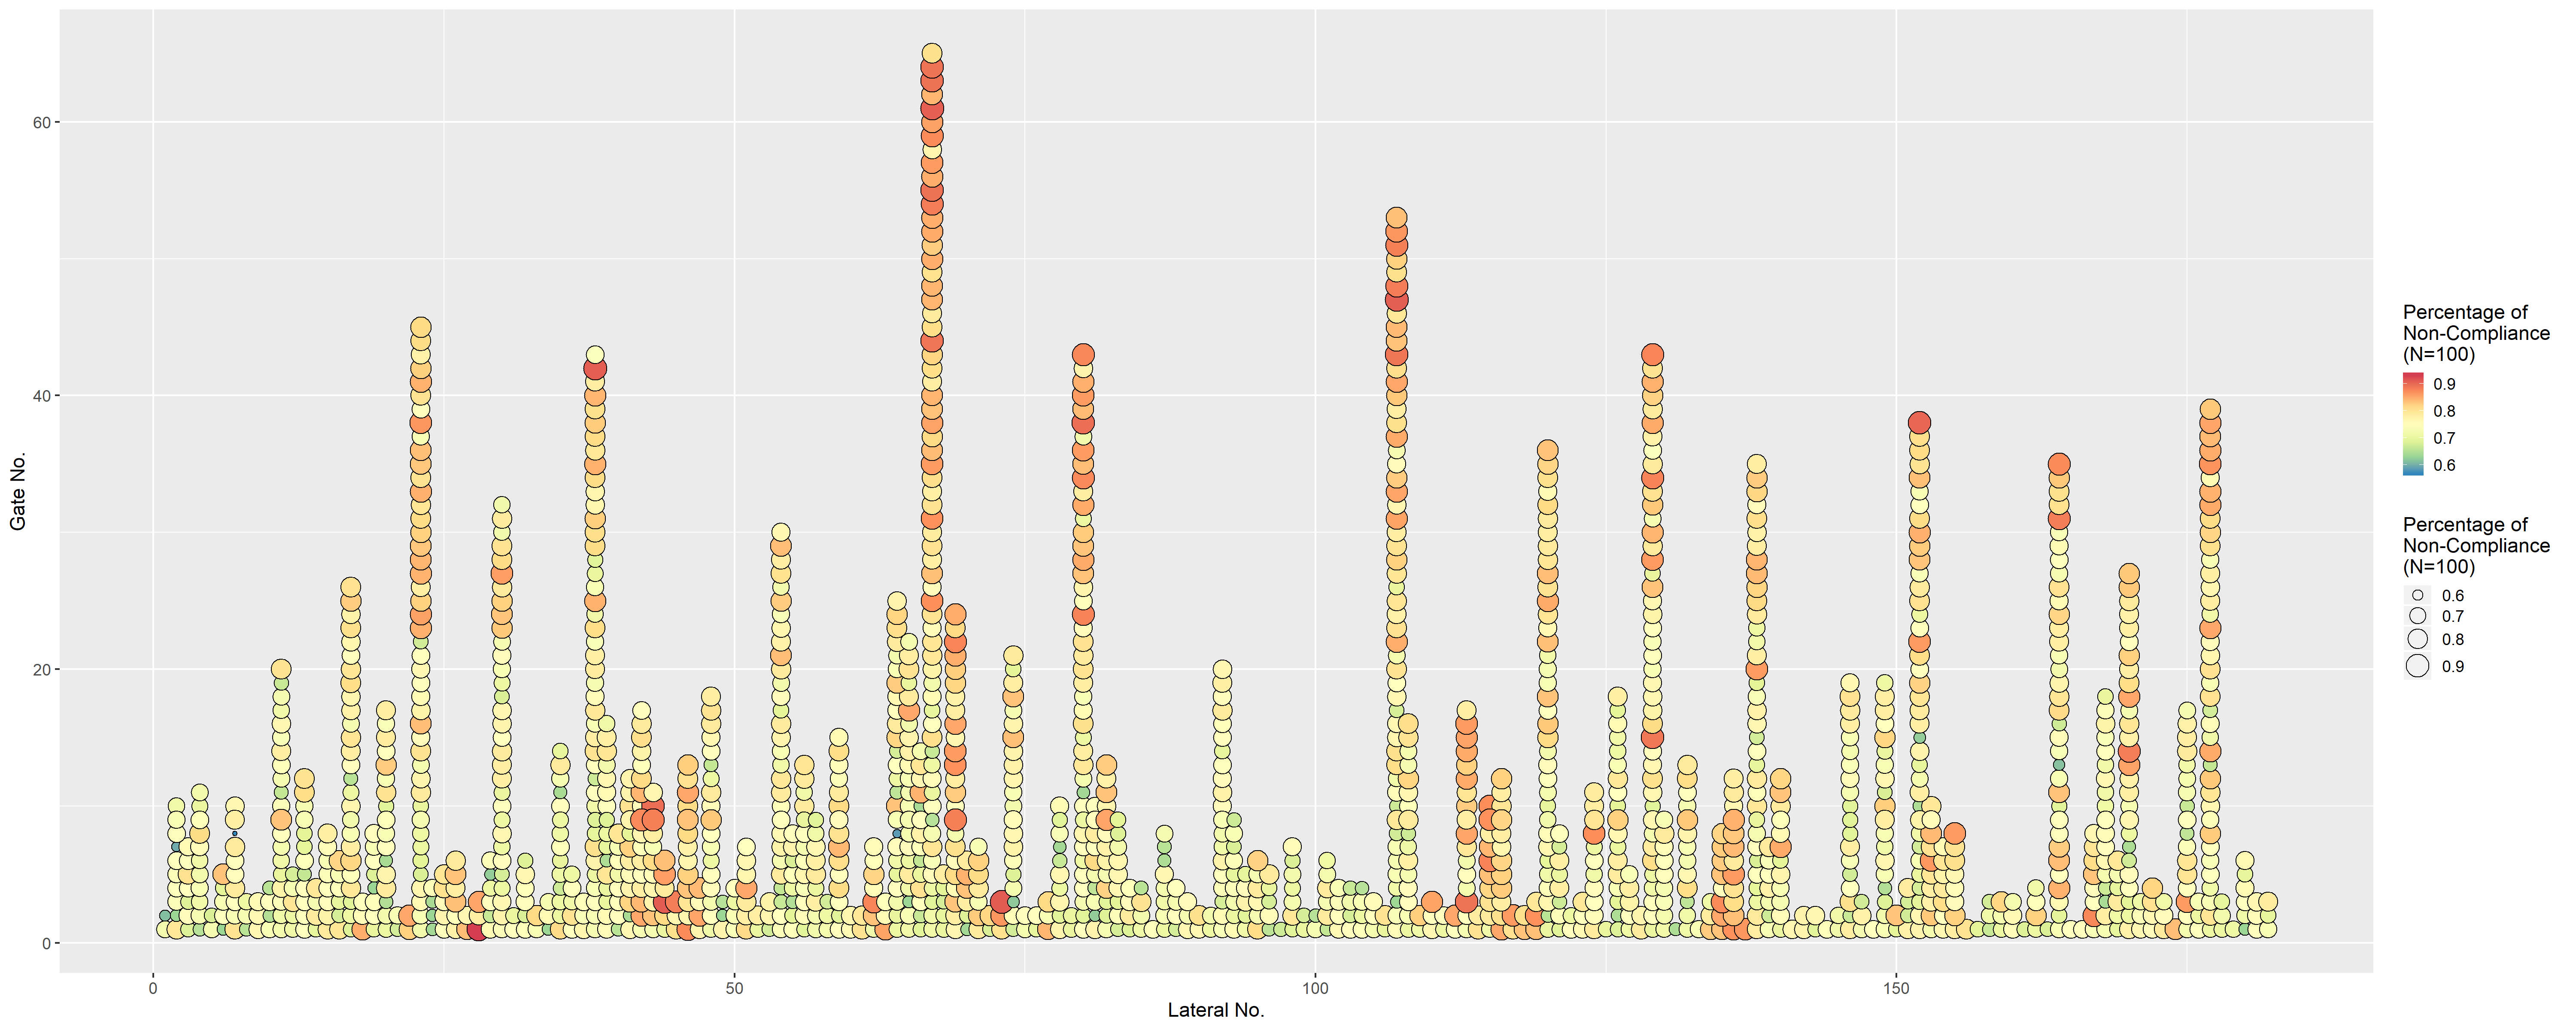 60
40
20
0
Gate No.
0
50
100
150
Lateral No.
Percentage of
Non-Compliance
(N=100)
0.9
0.8
0.7
0.6
Percentage of
Non-Compliance
(N=100)
0.6
0.7
0.8
0.9